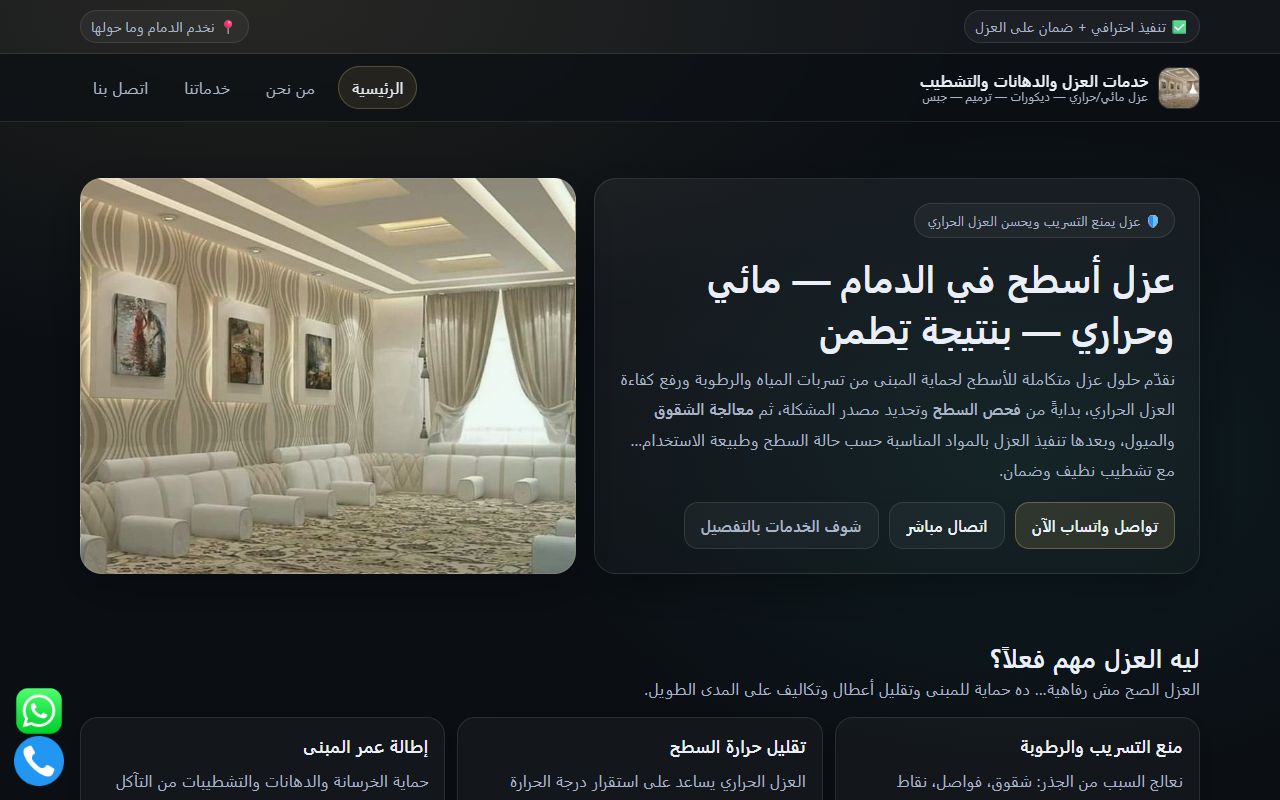 ✅ تنفيذ احترافي + ضمان على العزل
📍 نخدم الدمام وما حولها
خدمات العزل والدهانات والتشطيب
عزل مائي/حراري — ديكورات — ترميم — جبس
الرئيسية
من نحن
خدماتنا
اتصل بنا
🛡️ عزل يمنع التسريب ويحسن العزل الحراري
عزل أسطح في الدمام — مائي
وحراري — بنتيجة تِطمن
نقدّم حلول عزل متكاملة للأسطح لحماية المبنى من تسربات المياه والرطوبة ورفع كفاءة
العزل الحراري، بدايةً من فحص السطح وتحديد مصدر المشكلة، ثم معالجة الشقوق
والميول، وبعدها تنفيذ العزل بالمواد المناسبة حسب حالة السطح وطبيعة الاستخدام...
مع تشطيب نظيف وضمان.
تواصل واتساب الآن
اتصال مباشر
شوف الخدمات بالتفصيل
ليه العزل مهم فعلاً؟
العزل الصح مش رفاهية... ده حماية للمبنى وتقليل أعطال وتكاليف على المدى الطويل.
منع التسريب والرطوبة
نعالج السبب من الجذر: شقوق، فواصل، نقاط
تقليل حرارة السطح
العزل الحراري يساعد على استقرار درجة الحرارة
إطالة عمر المبنى
حماية الخرسانة والدهانات والتشطيبات من التآكل